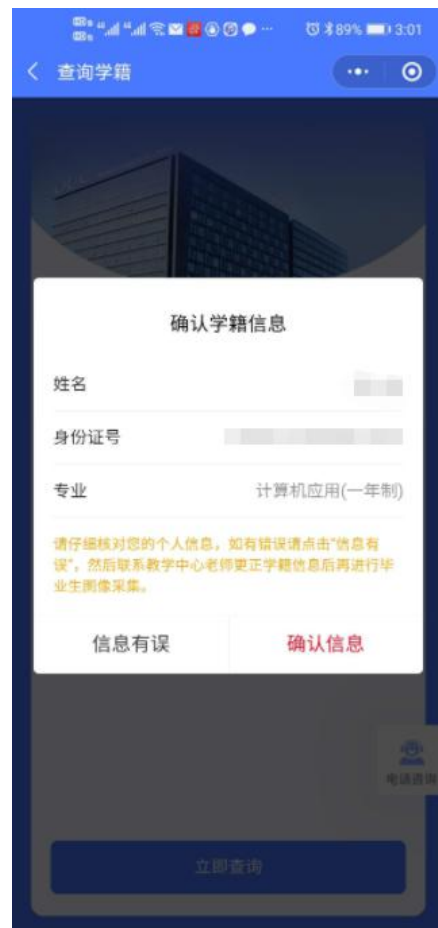 89% 3:01
查询学籍
确认学籍信息
姓名
身份证号
专业 计算机应用(一年制)
请仔细核对您的个人信息，如有错误请点击“信息有
误”，然后联系教学中心老师更正学籍信息后再进行毕
业生图像采集。
信息有误 确认信息
电话咨询
立即查询